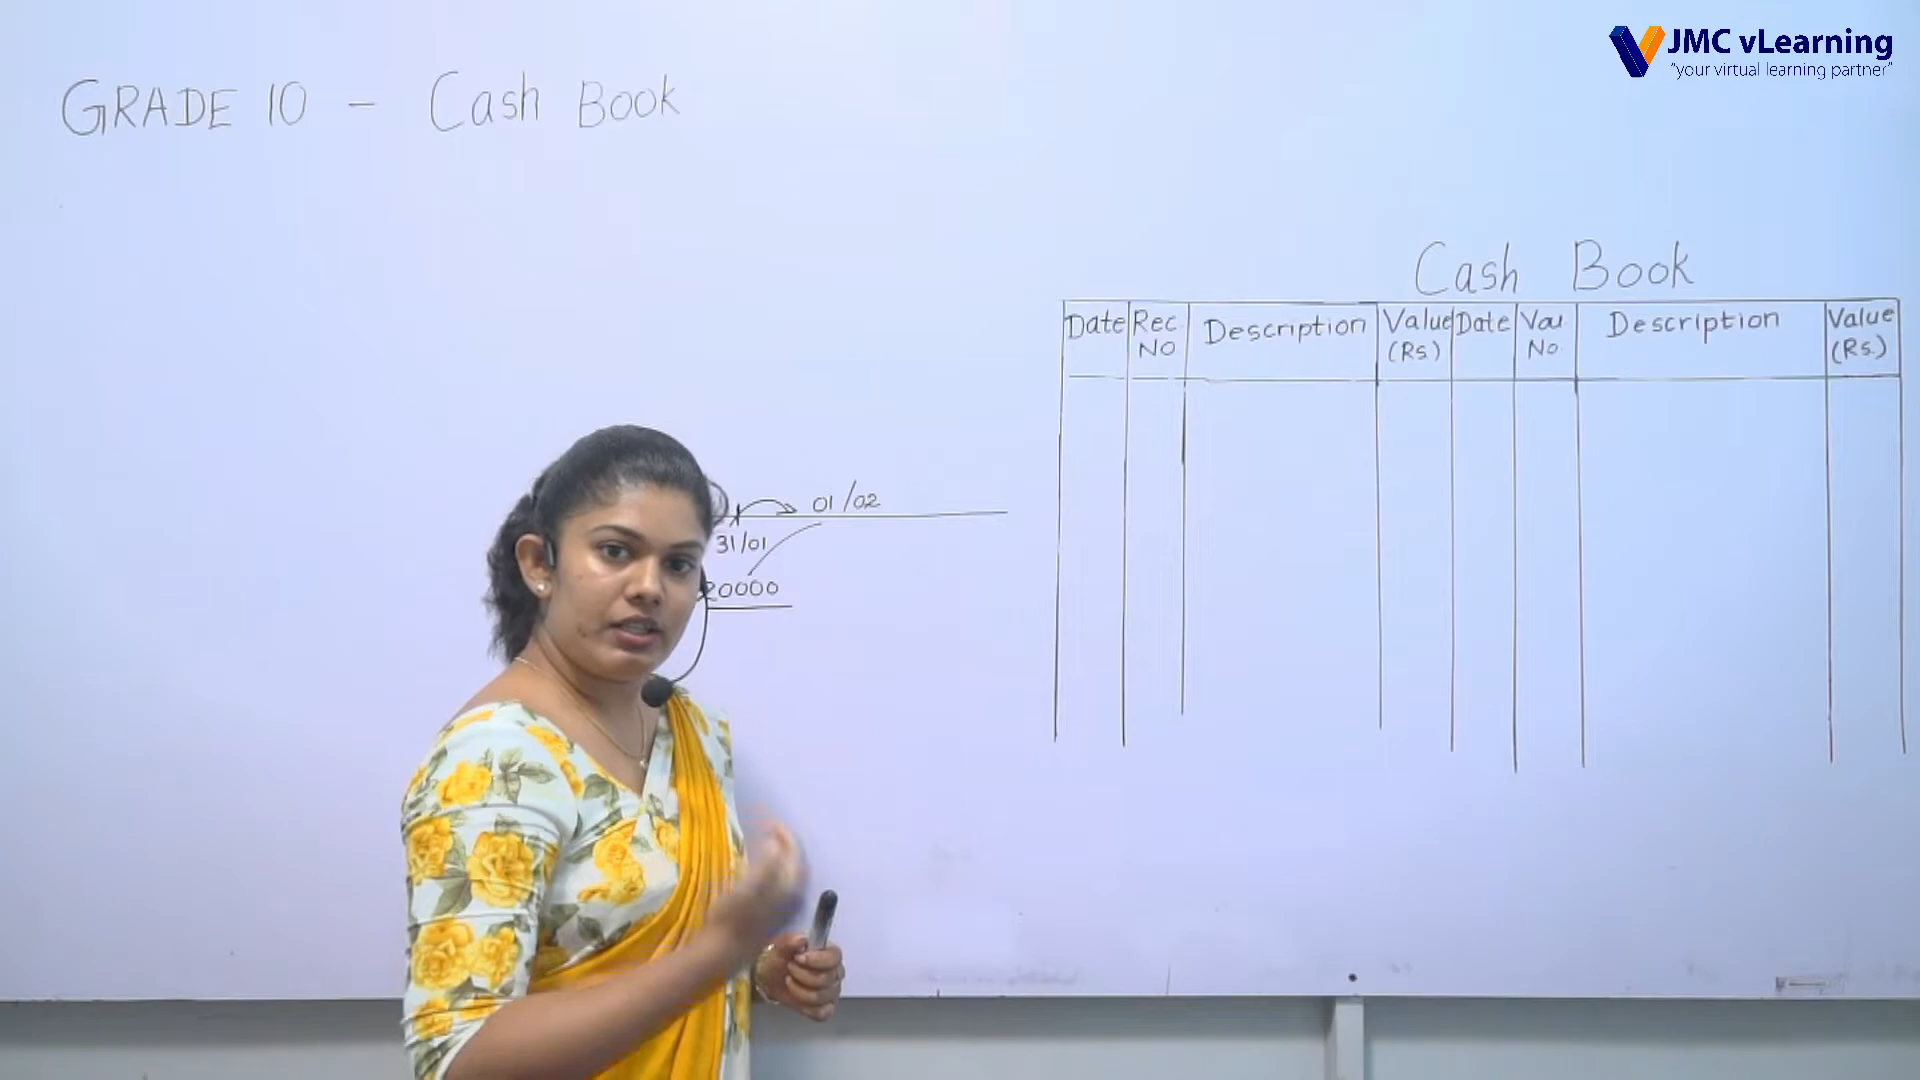 JMC vLearning
"your virtual learning partner"
GRADE 10 - Cash Book
Cash Book
Date Rec NO Description Value (Rs) Date Vou No. Description Value (Rs.)
01/02
31/01
20000